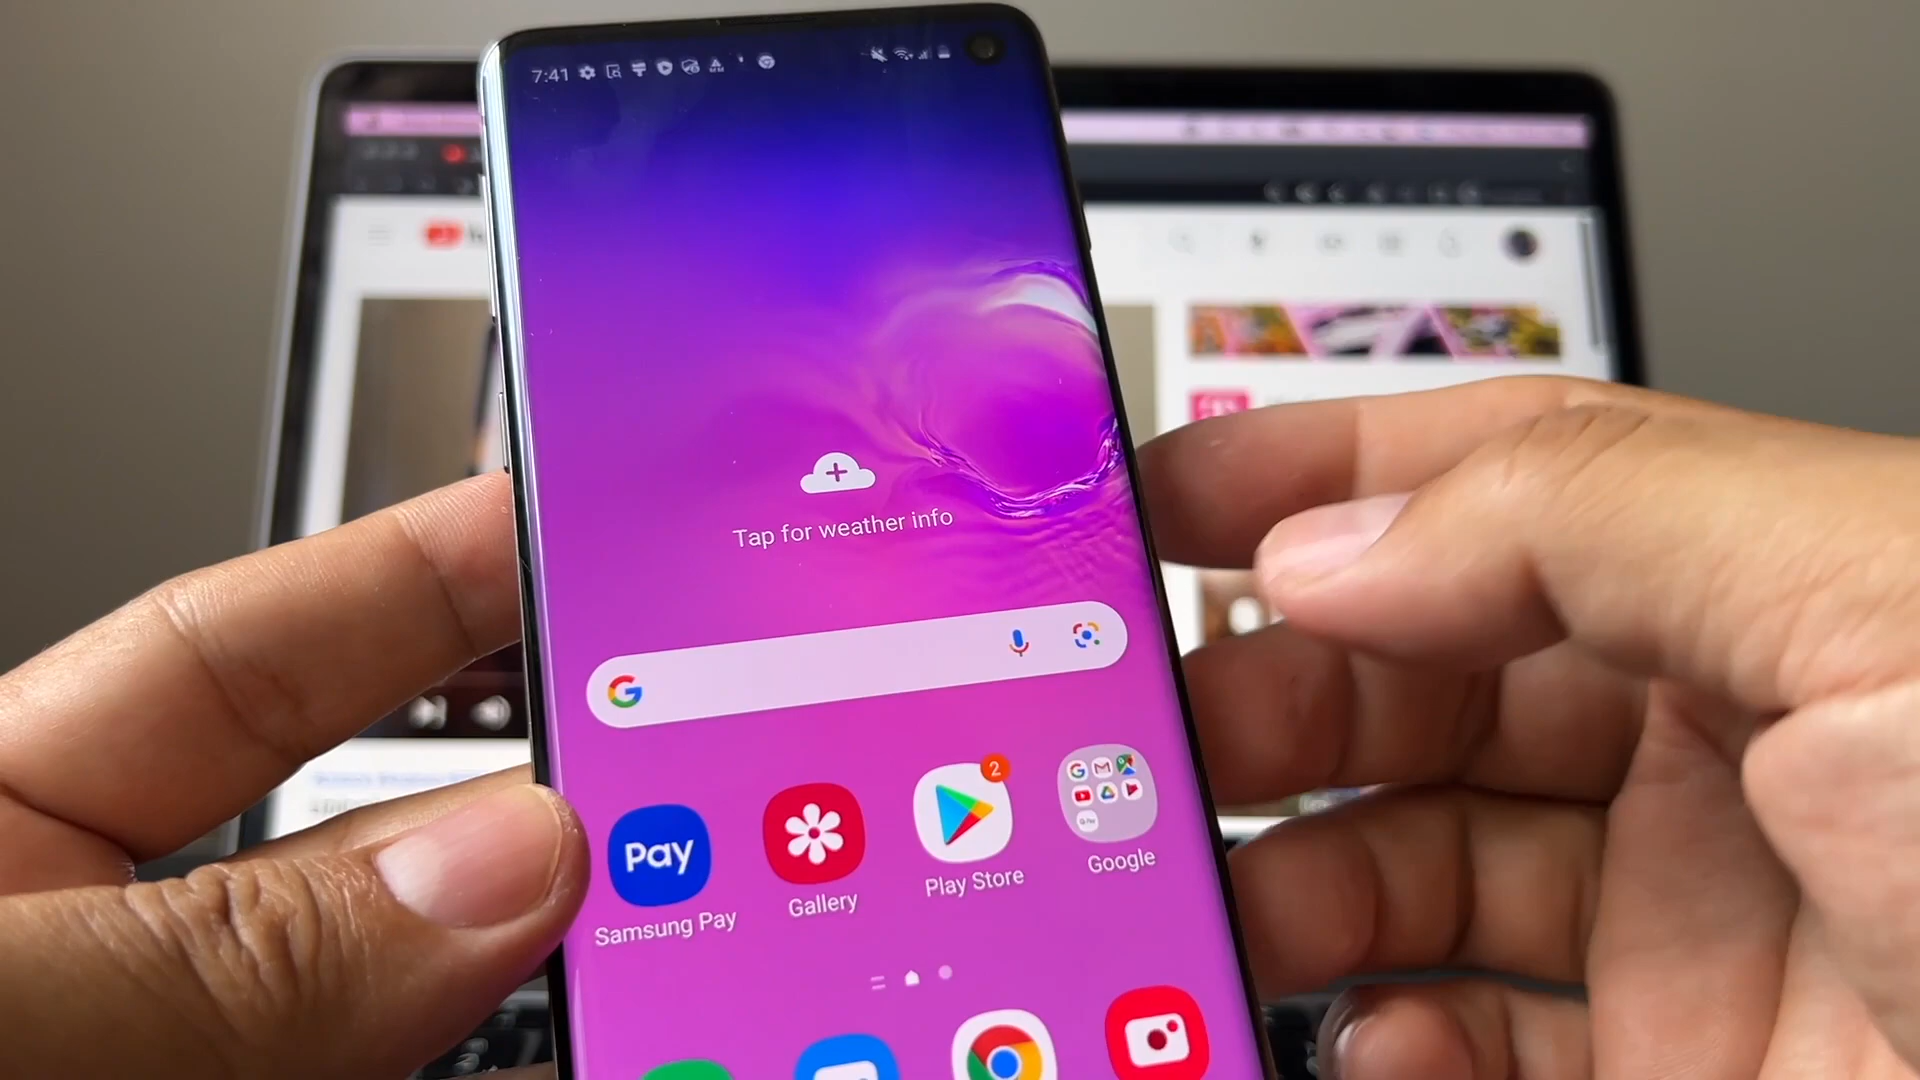 7:41
Tap for weather info
2
Pay
Samsung Pay
Gallery
Play Store
Google